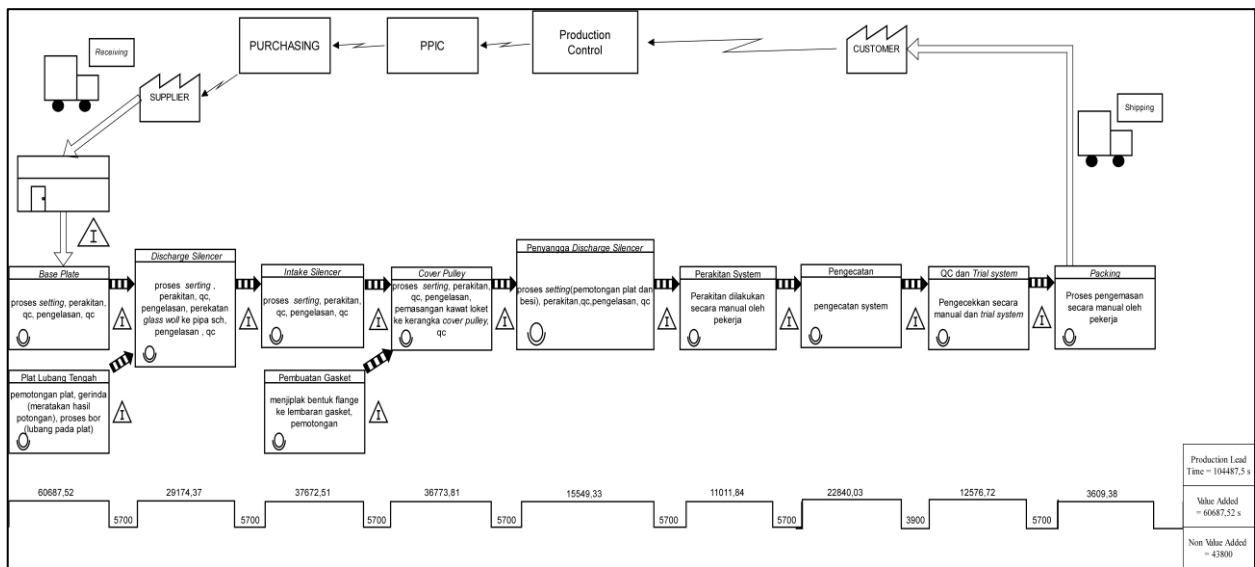 Receiving
PURCHASING
PPIC
Production
Control
CUSTOMER
SUPPLIER
Shipping
I
Base Plate
proses setting, perakitan,
qc, pengelasan, qc
I
Discharge Silencer
proses serting ,
perakitan, qc,
pengelasan, perekatan
glass woll ke pipa sch,
pengelasan , qc
I
Intake Silencer
proses serting, perakitan,
qc, pengelasan, qc
I
Cover Pulley
proses serting, perakitan,
qc, pengelasan,
pemasangan kawat loket
ke kerangka cover pulley,
qc
I
Penyangga Discharge Silencer
proses setting(pemotongan plat dan
besi), perakitan,qc,pengelasan, qc
I
Perakitan System
Perakitan dilakukan
secara manual oleh
pekerja
I
Pengecatan
pengecatan system
I
QC dan Trial system
Pengecekkan secara
manual dan trial system
I
Packing
Proses pengemasan
secara manual oleh
pekerja
Plat Lubang Tengah
pemotongan plat, gerinda
(meratakan hasil
potongan), proses bor
(lubang pada plat)
I
Pembuatan Gasket
menjiplak bentuk flange
ke lembaran gasket,
pemotongan
I
60687,52
5700
29174,37
5700
37672,51
5700
36773,81
5700
15549,33
5700
11011,84
5700
22840,03
3900
12576,72
5700
3609,38
Production Lead
Time = 104487,5 s
Value Added
= 60687,52 s
Non Value Added
= 43800